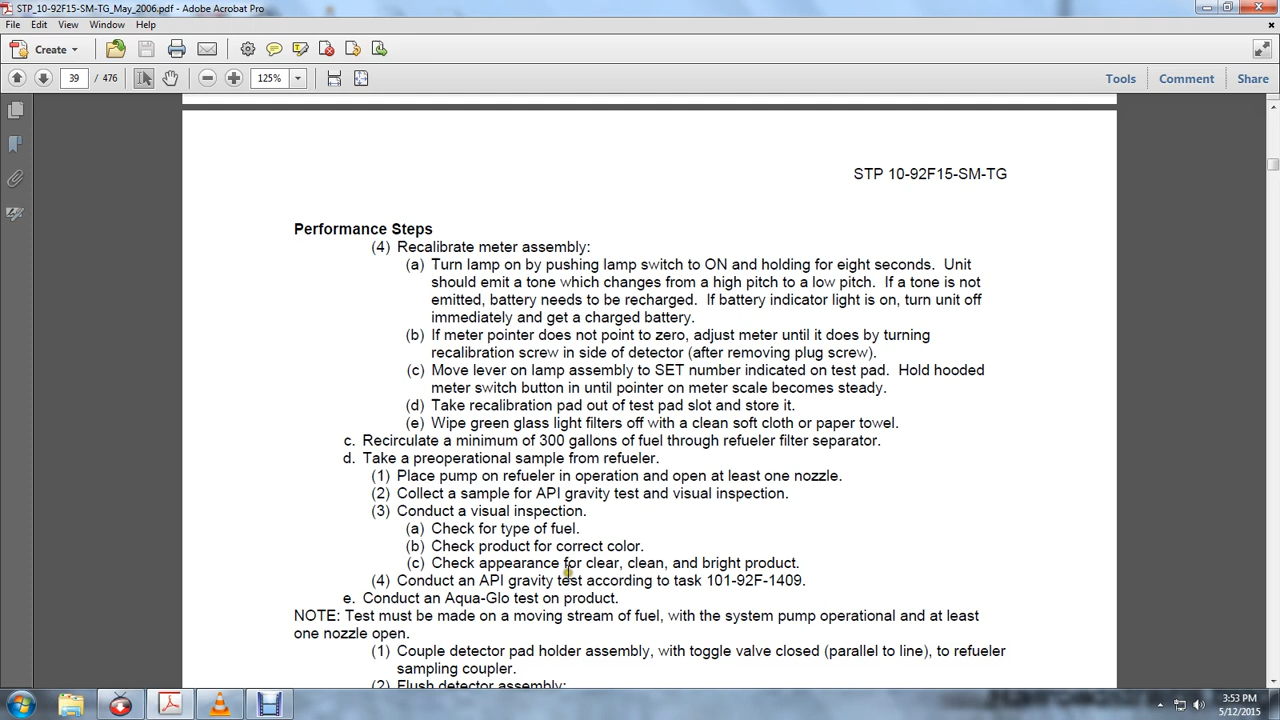 STP_10-92F15-SM-TG_May_2006.pdf - Adobe Acrobat Pro
File Edit View Window Help
Create
39 / 476 125% Tools Comment Share
STP 10-92F15-SM-TG
Performance Steps
(4) Recalibrate meter assembly:
(a) Turn lamp on by pushing lamp switch to ON and holding for eight seconds. Unit
should emit a tone which changes from a high pitch to a low pitch. If a tone is not
emitted, battery needs to be recharged. If battery indicator light is on, turn unit off
immediately and get a charged battery.
(b) If meter pointer does not point to zero, adjust meter until it does by turning
recalibration screw in side of detector (after removing plug screw).
(c) Move lever on lamp assembly to SET number indicated on test pad. Hold hooded
meter switch button in until pointer on meter scale becomes steady.
(d) Take recalibration pad out of test pad slot and store it.
(e) Wipe green glass light filters off with a clean soft cloth or paper towel.
c. Recirculate a minimum of 300 gallons of fuel through refueler filter separator.
d. Take a preoperational sample from refueler.
(1) Place pump on refueler in operation and open at least one nozzle.
(2) Collect a sample for API gravity test and visual inspection.
(3) Conduct a visual inspection.
(a) Check for type of fuel.
(b) Check product for correct color.
(c) Check appearance for clear, clean, and bright product.
(4) Conduct an API gravity test according to task 101-92F-1409.
e. Conduct an Aqua-Glo test on product.
NOTE: Test must be made on a moving stream of fuel, with the system pump operational and at least
one nozzle open.
(1) Couple detector pad holder assembly, with toggle valve closed (parallel to line), to refueler
sampling coupler.
(2) Flush detector assembly:
3:53 PM
5/12/2015